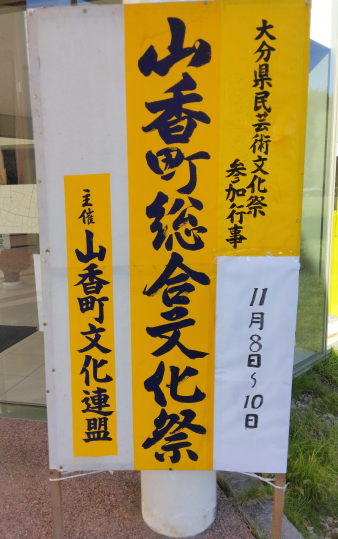 大分県民芸術文化祭
参加行事
山香町総合文化祭
主催 山香町文化連盟
11月8日～10日